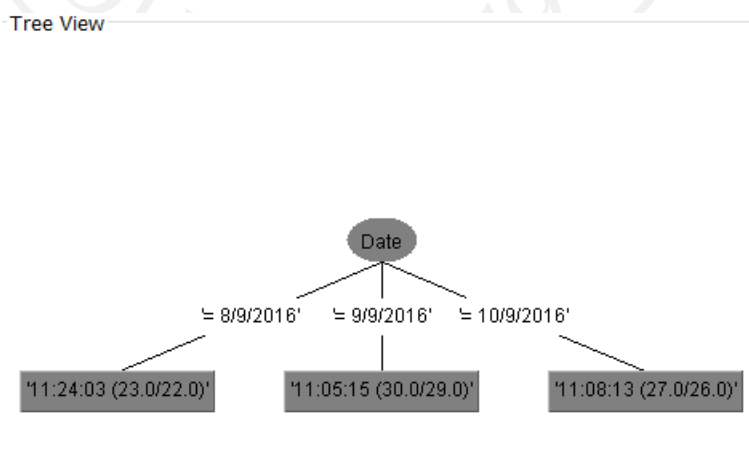 Tree View
Date
'= 8/9/2016' '= 9/9/2016' '= 10/9/2016'
'11:24:03 (23.0/22.0)' '11:05:15 (30.0/29.0)' '11:08:13 (27.0/26.0)'